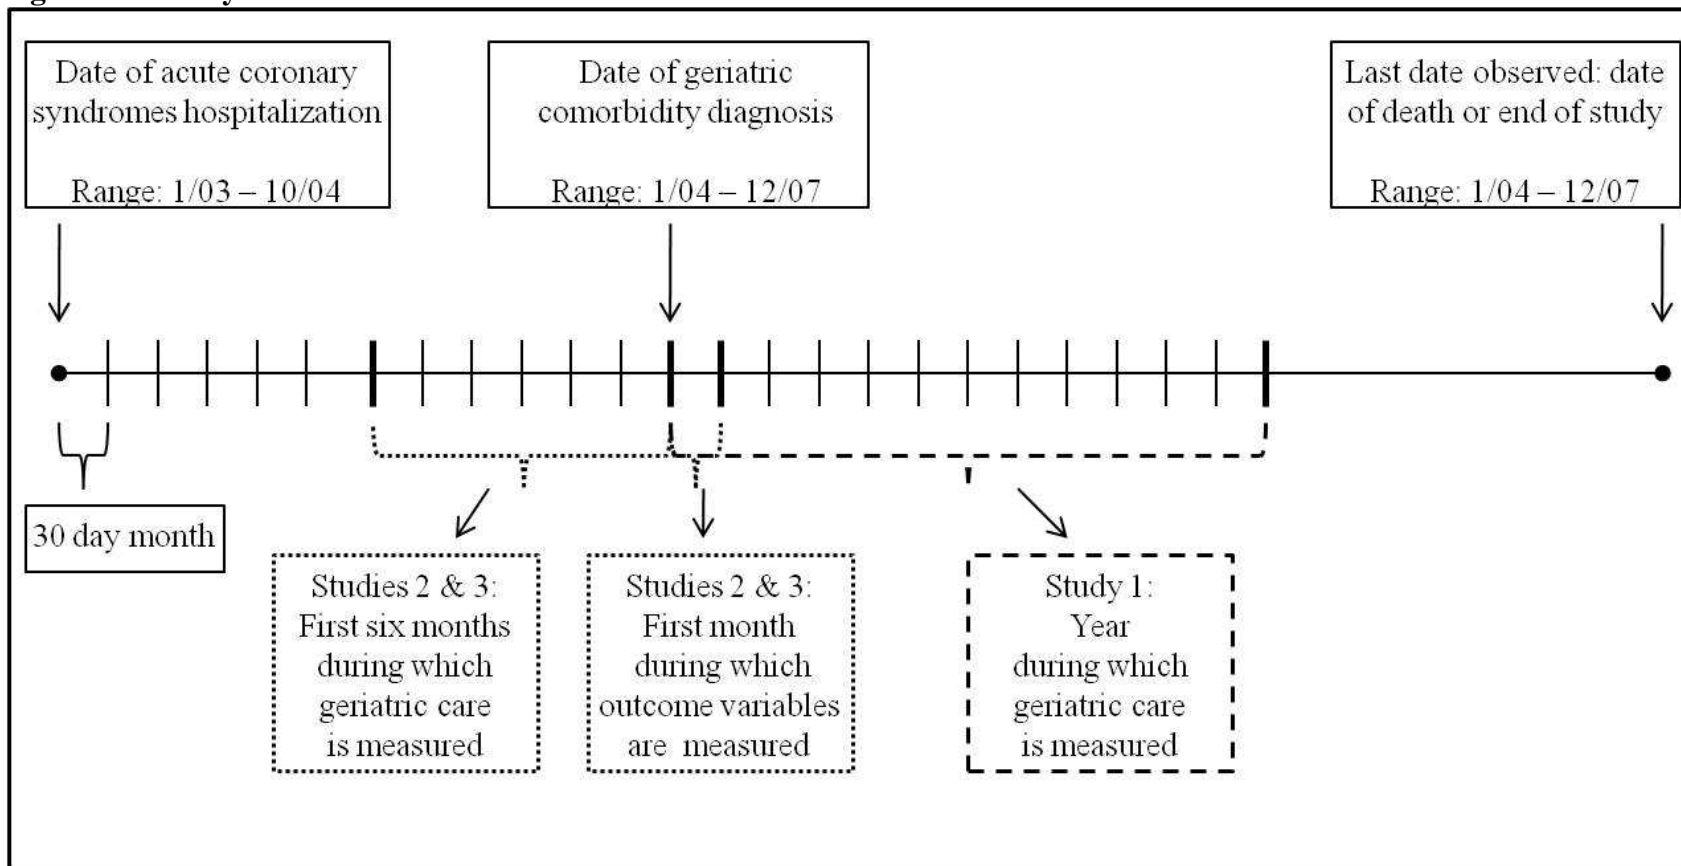 Date of acute coronary
syndromes hospitalization
Range: 1/03 – 10/04
Date of geriatric
comorbidity diagnosis
Range: 1/04 – 12/07
Last date observed: date
of death or end of study
Range: 1/04 – 12/07
30 day month
Studies 2 & 3:
First six months
during which
geriatric care
is measured
Studies 2 & 3:
First month
during which
outcome variables
are measured
Study 1:
Year
during which
geriatric care
is measured